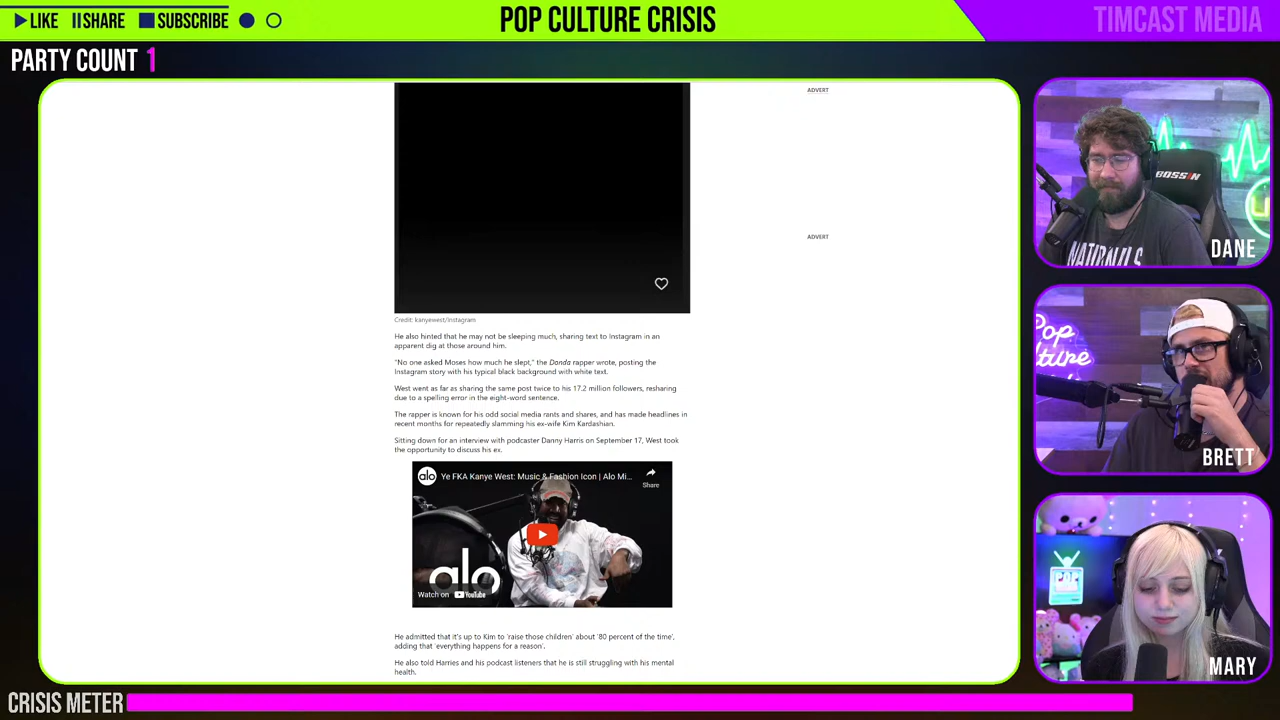 LIKE SHARE SUBSCRIBE
POP CULTURE CRISIS
TIMCAST MEDIA
PARTY COUNT 1
ADVERT
ADVERT
Credit: kanyewest/Instagram
He also hinted that he may not be sleeping much, sharing text to Instagram in an
apparent dig at those around him.
"No one asked Moses how much he slept," the Donda rapper wrote, posting the
Instagram story with his typical black background with white text.
West went as far as sharing the same post twice to his 17.2 million followers, resharing
due to a spelling error in the eight-word sentence.
The rapper is known for his odd social media rants and shares, and has made headlines in
recent months for repeatedly slamming his ex-wife Kim Kardashian.
Sitting down for an interview with podcaster Danny Harris on September 17, West took
the opportunity to discuss his ex.
alo
Ye FKA Kanye West: Music & Fashion Icon | Alo Mi...
Share
alo
Watch on YouTube
He admitted that it's up to Kim to 'raise those children' about '80 percent of the time',
adding that 'everything happens for a reason'.
He also told Harries and his podcast listeners that he is still struggling with his mental
health.
BOSSIN
NATURNULS
DANE
Pop
ulture
BRETT
MARY
CRISIS METER